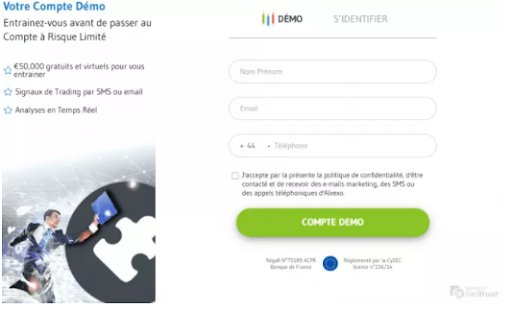 Votre Compte Démo
Entrainez-vous avant de passer au
Compte à Risque Limité
€50,000 gratuits et virtuels pour vous
entrainer
Signaux de Trading par SMS ou email
Analyses en Temps Réel
DÉMO
S'IDENTIFIER
Nom Prénom
Email
+ 44 - Téléphone
J'accepte par la présente la politique de confidentialité, d'être
contacté et de recevoir des e-mails marketing, des SMS ou
des appels téléphoniques d'Alvexo.
COMPTE DEMO
Régafi N°75185 ACPR
Banque de France
Réglementé par la CySEC
licence n°236/14
GeoTrust